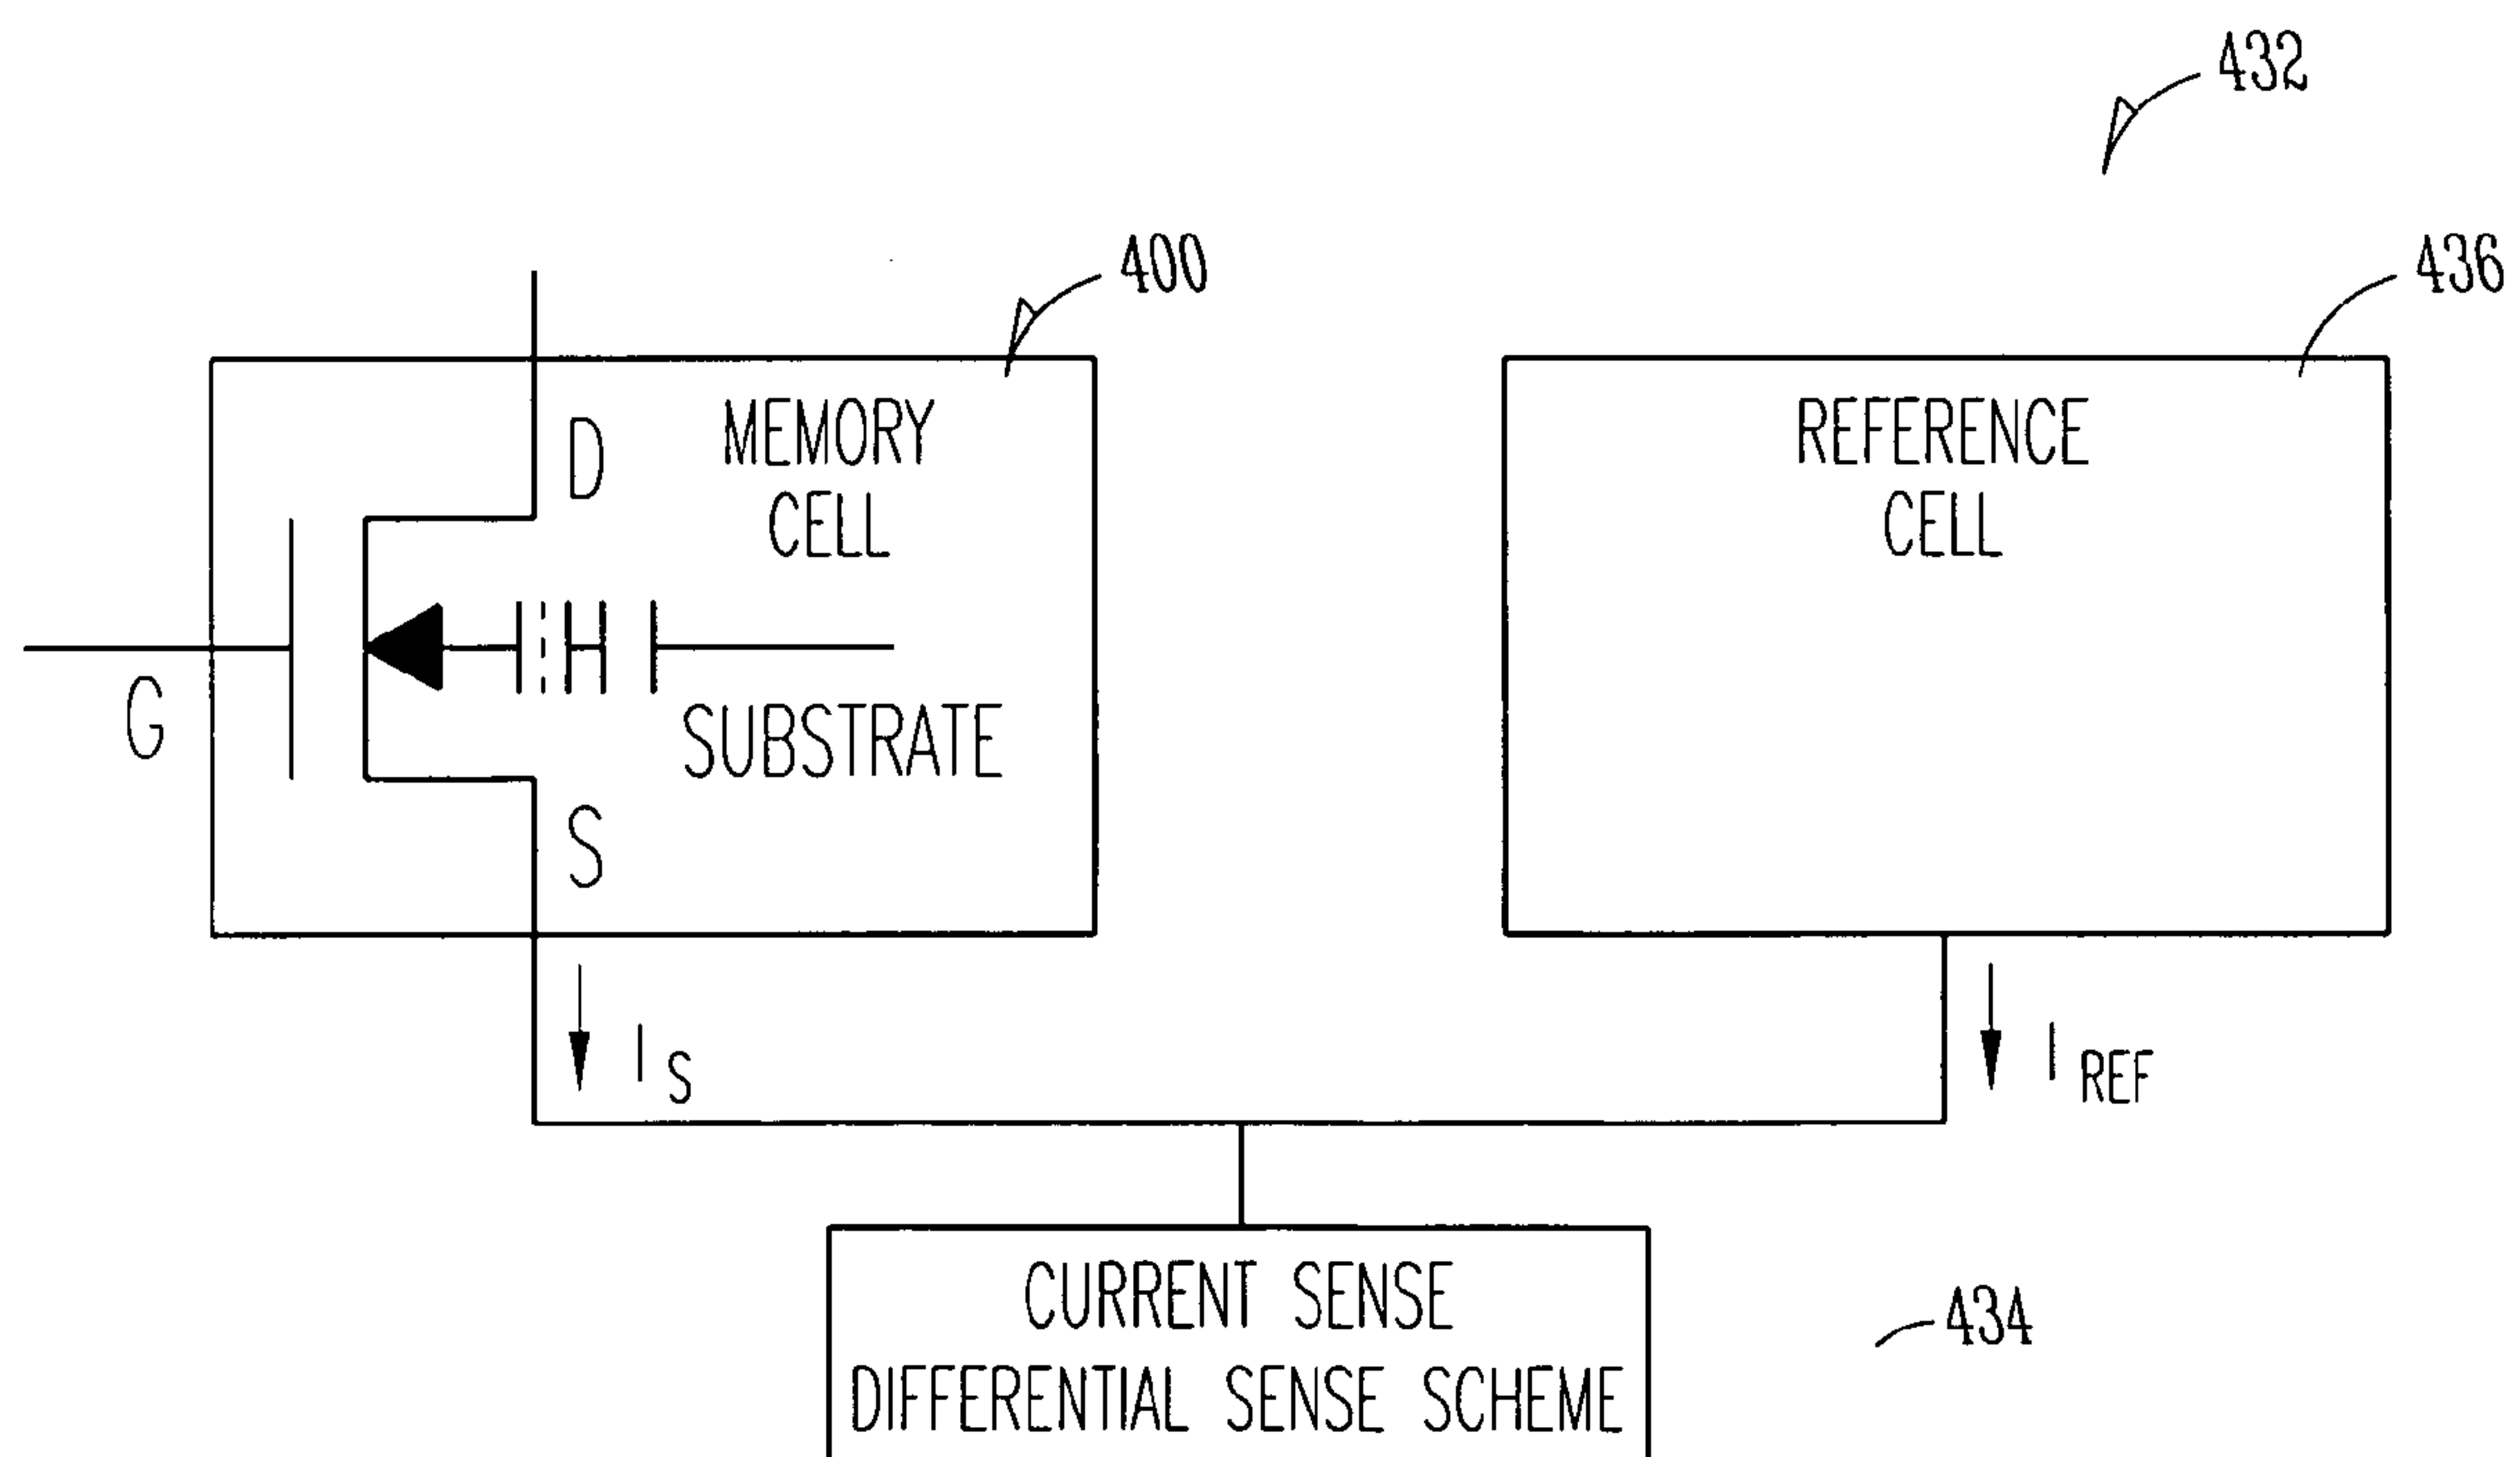 432
400
436
D
MEMORY
CELL
REFERENCE
CELL
G
SUBSTRATE
S
I S
I REF
CURRENT SENSE
DIFFERENTIAL SENSE SCHEME
434